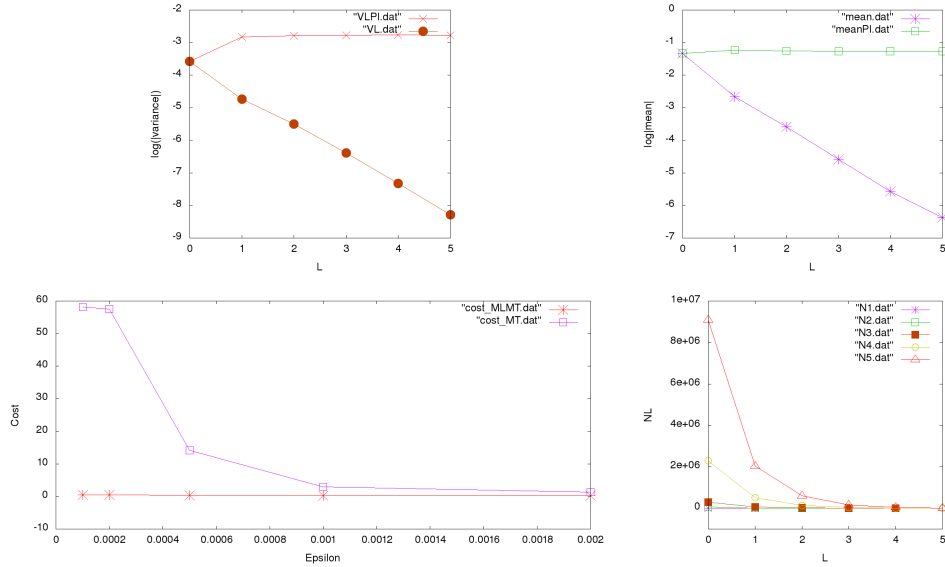 -2
-3
-4
-5
-6
-7
-8
-9
0 1 2 3 4 5
log(|variance|)
L
"VLPI.dat"
"VL.dat"
0
-1
-2
-3
-4
-5
-6
-7
0 1 2 3 4 5
log|mean|
L
"mean.dat"
"meanPI.dat"
60
50
40
30
20
10
0
-10
0 0.0002 0.0004 0.0006 0.0008 0.001 0.0012 0.0014 0.0016 0.0018 0.002
Cost
Epsilon
"cost_MLMT.dat"
"cost_MT.dat"
1e+07
8e+06
6e+06
4e+06
2e+06
0
0 1 2 3 4 5
NL
L
"N1.dat"
"N2.dat"
"N3.dat"
"N4.dat"
"N5.dat"